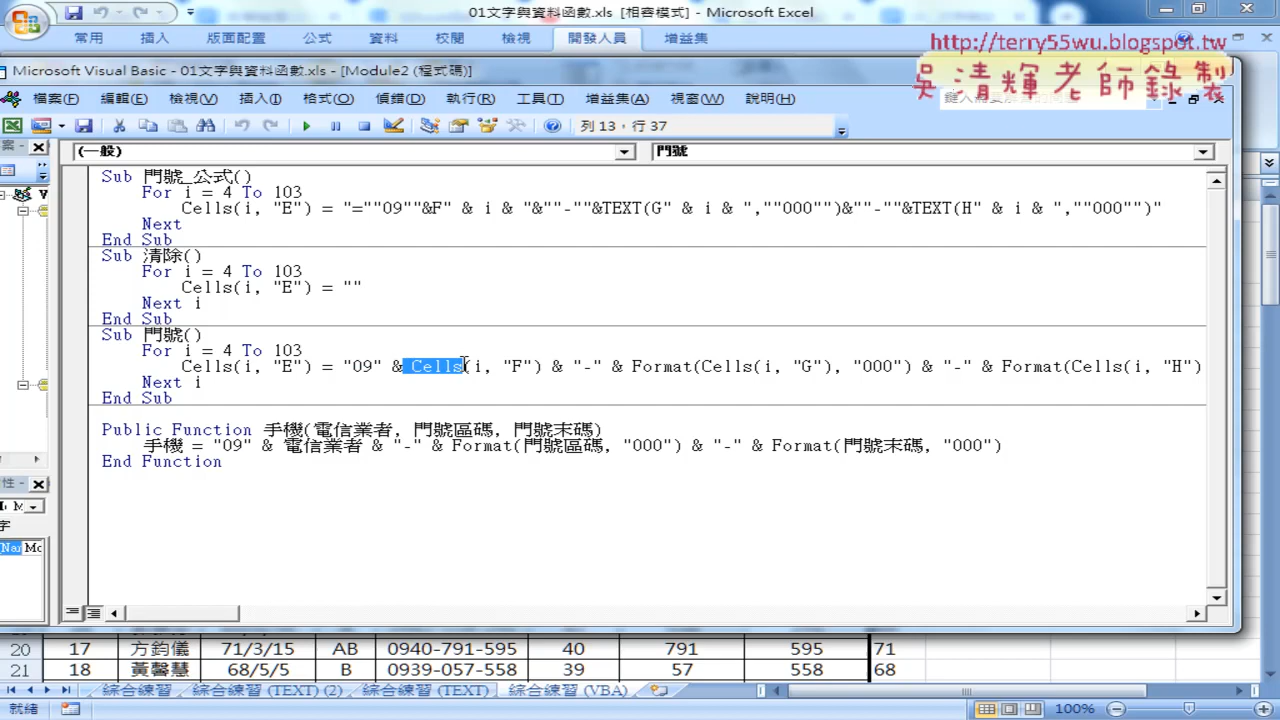 01文字與資料函數.xls [相容模式] - Microsoft Excel
常用 插入 版面配置 公式 資料 校閱 檢視 開發人員 增益集
http://terry55wu.blogspot.tw
吳清輝老師錄製
Microsoft Visual Basic - 01文字與資料函數.xls - [Module2 (程式碼)]
檔案(F) 編輯(E) 檢視(V) 插入(I) 格式(O) 偵錯(D) 執行(R) 工具(T) 增益集(A) 視窗(W) 說明(H)
列 13，行 37
(一般) 門號
Sub 門號_公式()
For i = 4 To 103
Cells(i, "E") = "=""09""&F" & i & "&""-""&TEXT(G" & i & ",""000"")&""-""&TEXT(H" & i & ",""000"")"
Next
End Sub
Sub 清除()
For i = 4 To 103
Cells(i, "E") = ""
Next i
End Sub
Sub 門號()
For i = 4 To 103
Cells(i, "E") = "09" & Cells(i, "F") & "-" & Format(Cells(i, "G"), "000") & "-" & Format(Cells(i, "H")
Next i
End Sub
Public Function 手機(電信業者, 門號區碼, 門號末碼)
手機 = "09" & 電信業者 & "-" & Format(門號區碼, "000") & "-" & Format(門號末碼, "000")
End Function
20 17 方鈞儀 71/3/15 AB 0940-791-595 40 791 595 71
21 18 黃馨慧 68/5/5 B 0939-057-558 39 57 558 68
綜合練習 綜合練習 (TEXT) (2) 綜合練習 (TEXT) 綜合練習 (VBA)
就緒 100%